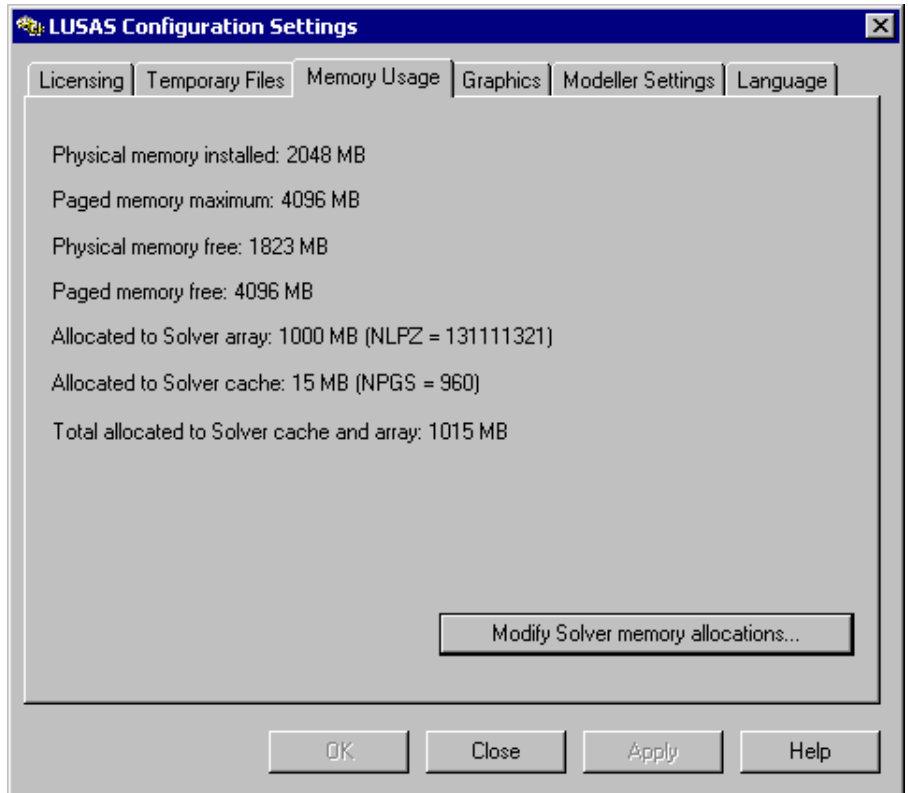 LUSAS Configuration Settings
Licensing Temporary Files Memory Usage Graphics Modeller Settings Language
Physical memory installed: 2048 MB
Paged memory maximum: 4096 MB
Physical memory free: 1823 MB
Paged memory free: 4096 MB
Allocated to Solver array: 1000 MB (NLPZ = 131111321)
Allocated to Solver cache: 15 MB (NPGS = 960)
Total allocated to Solver cache and array: 1015 MB
Modify Solver memory allocations...
OK Close Apply Help